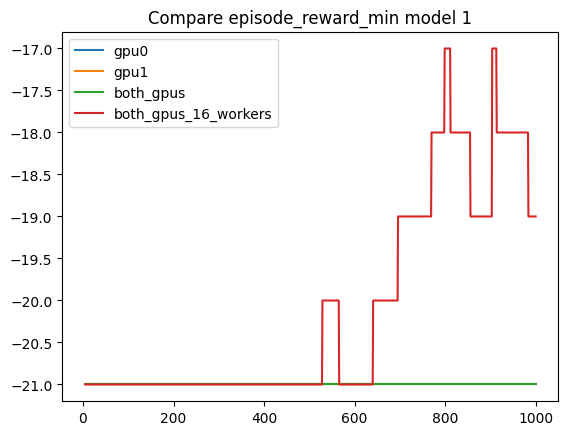 Compare episode_reward_min model 1
gpu0
gpu1
both_gpus
both_gpus_16_workers
−17.0
−17.5
−18.0
−18.5
−19.0
−19.5
−20.0
−20.5
−21.0
0 200 400 600 800 1000